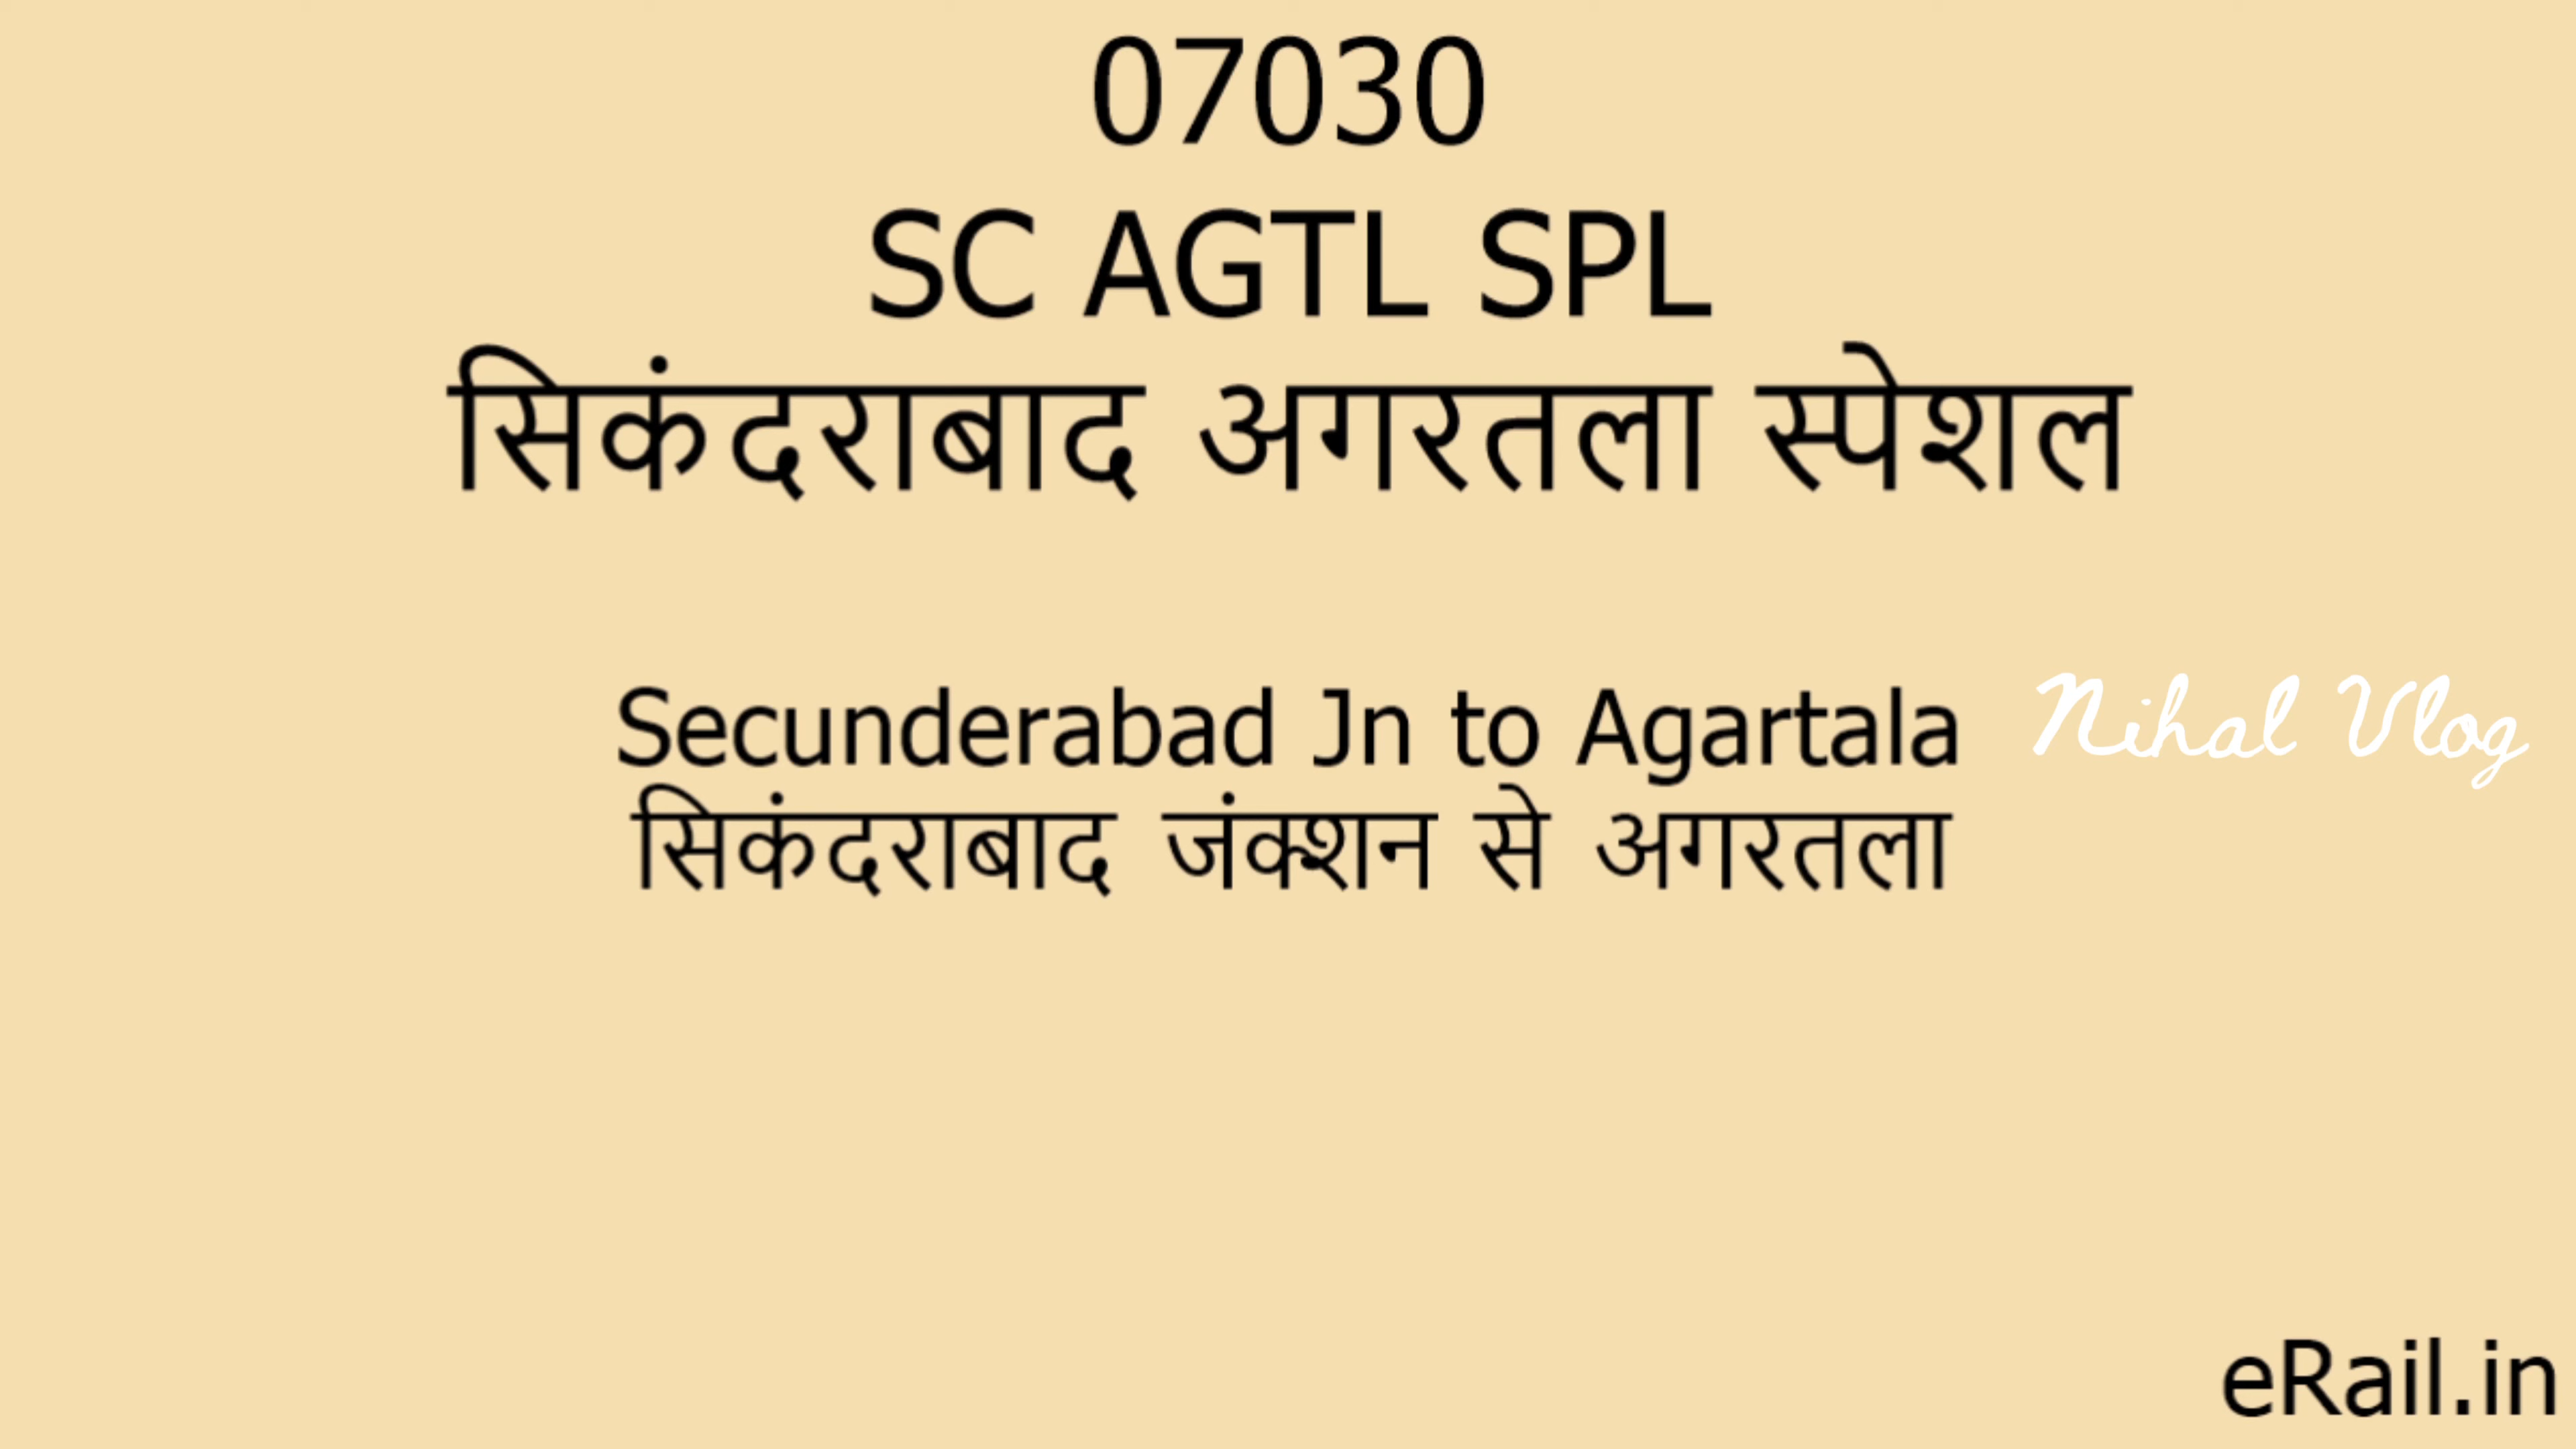 07030
SC AGTL SPL
सिकंदराबाद अगरतला स्पेशल
Secunderabad Jn to Agartala
Nihal Vlog
सिकंदराबाद जंक्शन से अगरतला
eRail.in